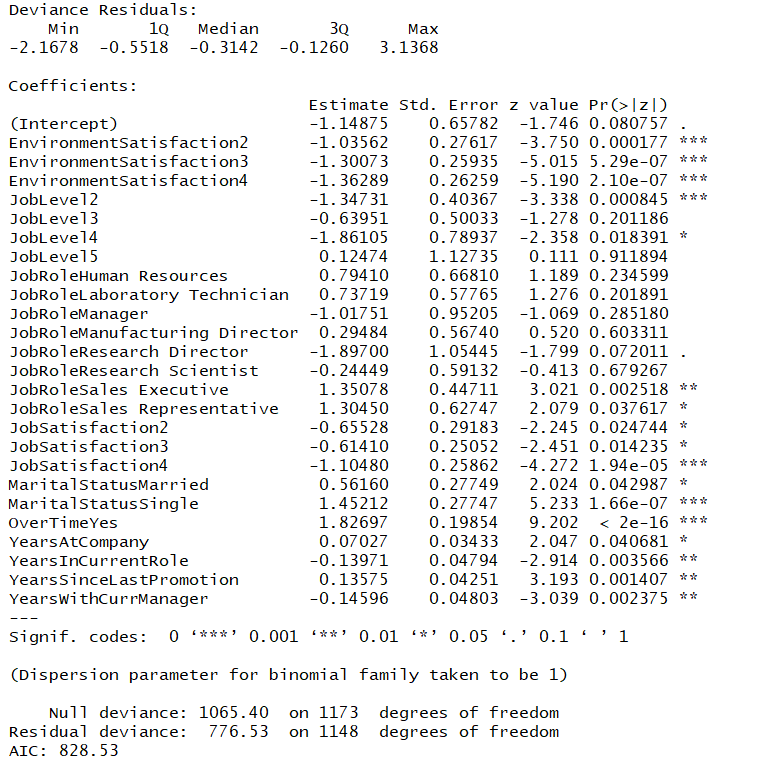 Deviance Residuals:
    Min       1Q   Median       3Q      Max
-2.1678  -0.5518  -0.3142  -0.1260   3.1368

Coefficients:
                              Estimate Std. Error z value Pr(>|z|)
(Intercept)                   -1.14875    0.65782  -1.746 0.080757 .
EnvironmentSatisfaction2      -1.03562    0.27617  -3.750 0.000177 ***
EnvironmentSatisfaction3      -1.30073    0.25935  -5.015 5.29e-07 ***
EnvironmentSatisfaction4      -1.36289    0.26259  -5.190 2.10e-07 ***
JobLevel2                     -1.34731    0.40367  -3.338 0.000845 ***
JobLevel3                     -0.63951    0.50033  -1.278 0.201186
JobLevel4                     -1.86105    0.78937  -2.358 0.018391 *
JobLevel5                      0.12474    1.12735   0.111 0.911894
JobRoleHuman Resources         0.79410    0.66810   1.189 0.234599
JobRoleLaboratory Technician   0.73719    0.57765   1.276 0.201891
JobRoleManager                -1.01751    0.95205  -1.069 0.285180
JobRoleManufacturing Director  0.29484    0.56740   0.520 0.603311
JobRoleResearch Director      -1.89700    1.05445  -1.799 0.072011 .
JobRoleResearch Scientist     -0.24449    0.59132  -0.413 0.679267
JobRoleSales Executive         1.35078    0.44711   3.021 0.002518 **
JobRoleSales Representative    1.30450    0.62747   2.079 0.037617 *
JobSatisfaction2              -0.65528    0.29183  -2.245 0.024744 *
JobSatisfaction3              -0.61410    0.25052  -2.451 0.014235 *
JobSatisfaction4              -1.10480    0.25862  -4.272 1.94e-05 ***
MaritalStatusMarried           0.56160    0.27749   2.024 0.042987 *
MaritalStatusSingle            1.45212    0.27747   5.233 1.66e-07 ***
OverTimeYes                    1.82697    0.19854   9.202  < 2e-16 ***
YearsAtCompany                 0.07027    0.03433   2.047 0.040681 *
YearsInCurrentRole            -0.13971    0.04794  -2.914 0.003566 **
YearsSinceLastPromotion        0.13575    0.04251   3.193 0.001407 **
YearsWithCurrManager          -0.14596    0.04803  -3.039 0.002375 **
---
Signif. codes:  0 ‘***’ 0.001 ‘**’ 0.01 ‘*’ 0.05 ‘.’ 0.1 ‘ ’ 1

(Dispersion parameter for binomial family taken to be 1)

    Null deviance: 1065.40  on 1173  degrees of freedom
Residual deviance:  776.53  on 1148  degrees of freedom
AIC: 828.53